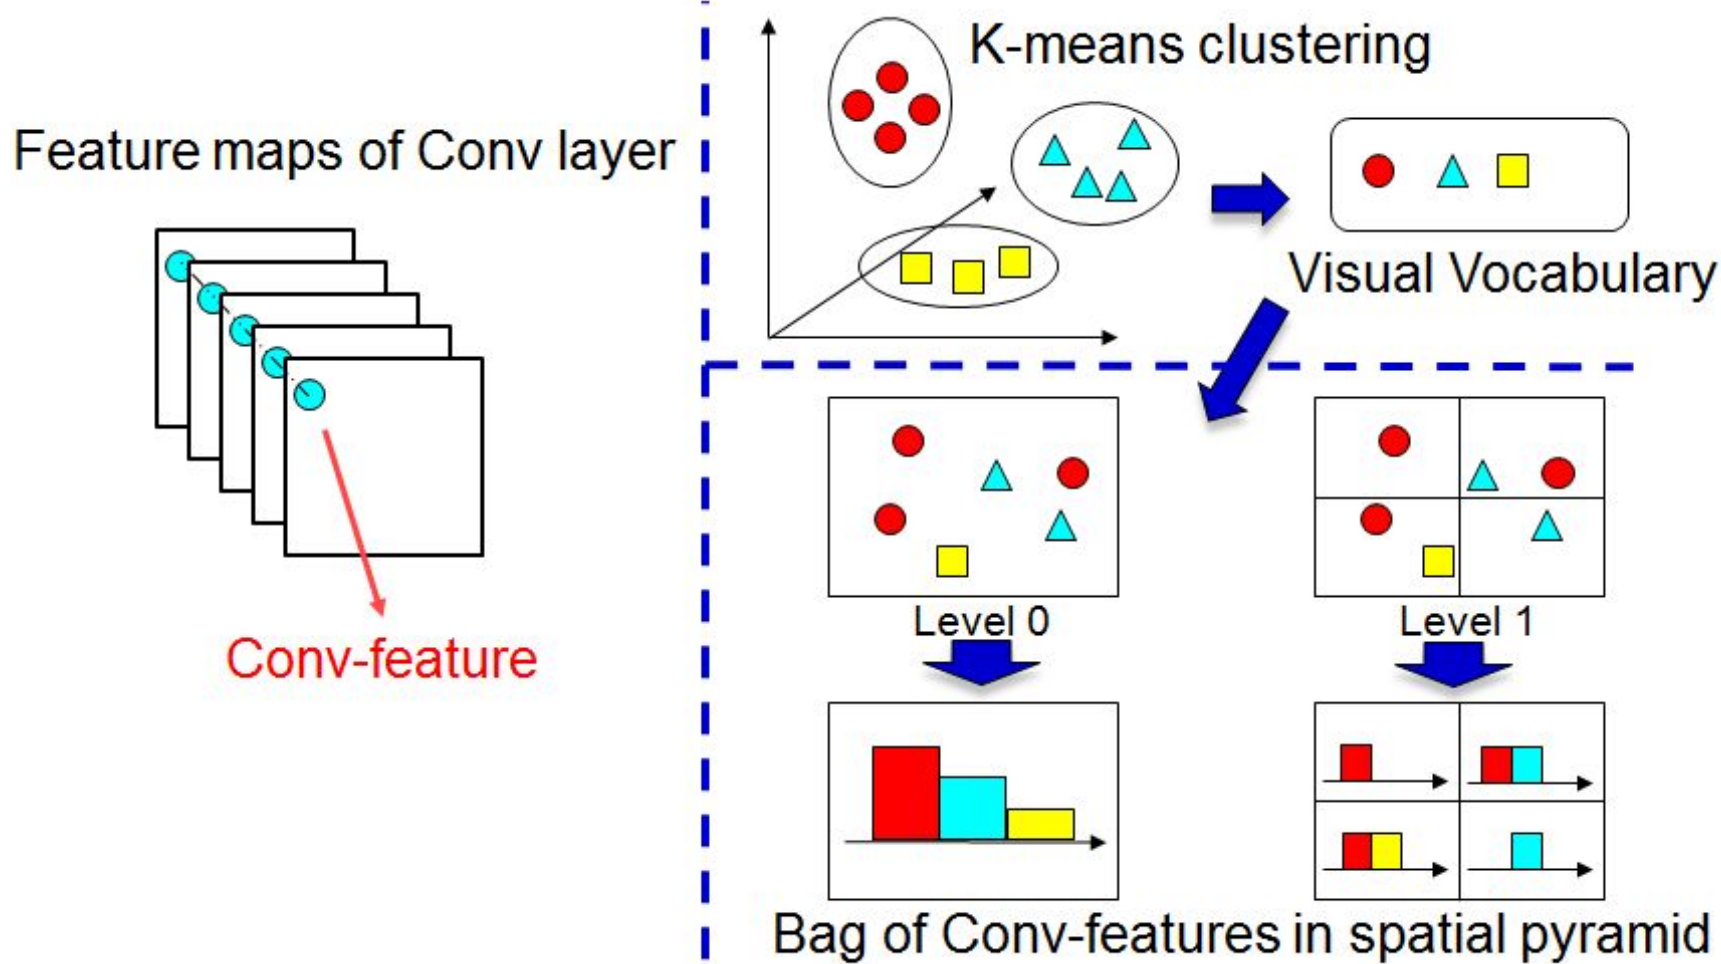 Feature maps of Conv layer
Conv-feature
K-means clustering
Visual Vocabulary
Level 0
Level 1
Bag of Conv-features in spatial pyramid